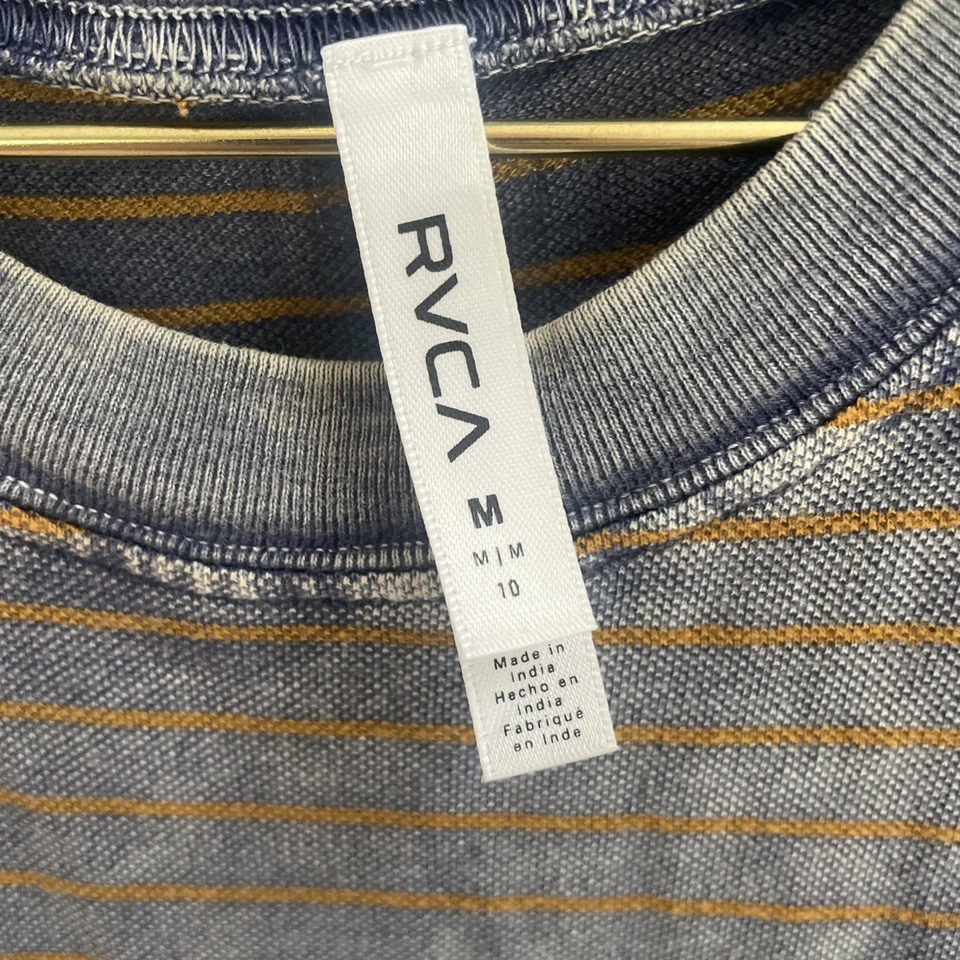 RVCA
M
M|M
10
Made in
India
Hecho en
India
Fabriqué
en Inde